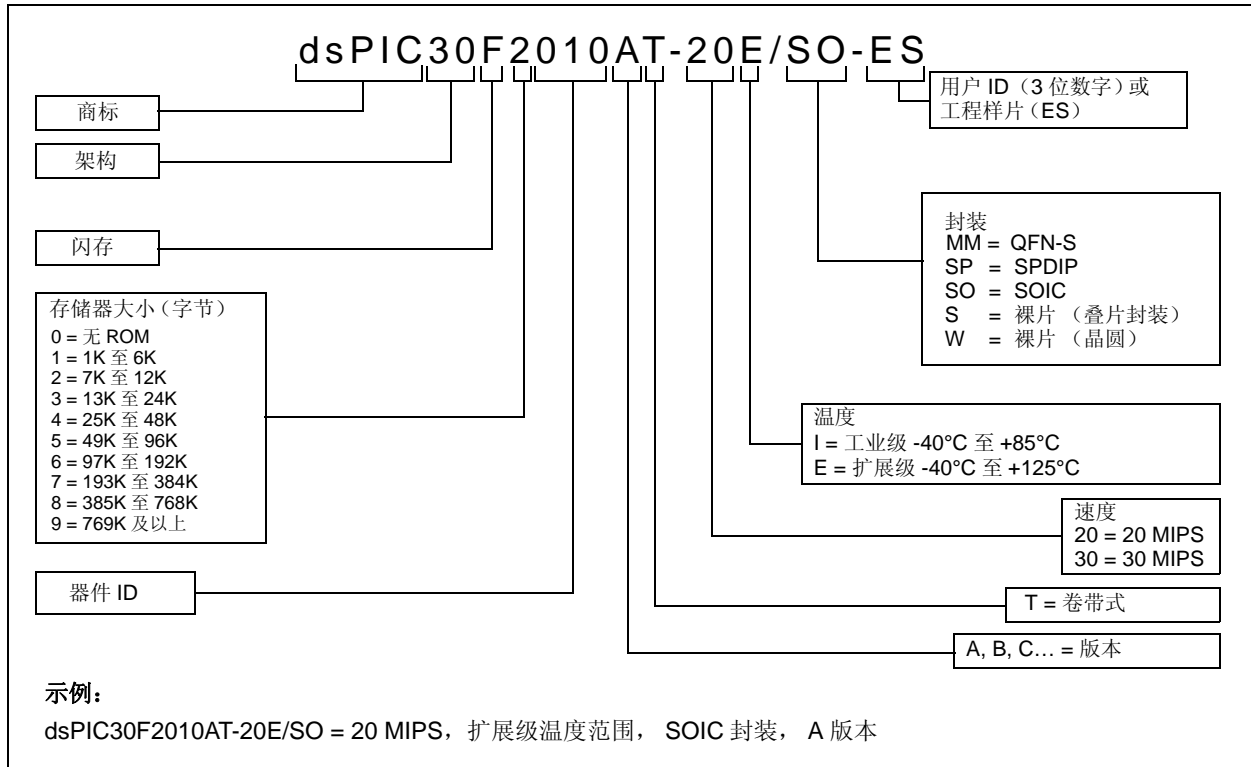 dsPIC30F2010AT-20E/SO-ES
用户 ID（3 位数字）或
工程样片（ES）
商标
架构
闪存
封装
MM = QFN-S
SP = SPDIP
SO = SOIC
S = 裸片 （叠片封装）
W = 裸片 （晶圆）
存储器大小（字节）
0 = 无 ROM
1 = 1K 至 6K
2 = 7K 至 12K
3 = 13K 至 24K
4 = 25K 至 48K
5 = 49K 至 96K
6 = 97K 至 192K
7 = 193K 至 384K
8 = 385K 至 768K
9 = 769K 及以上
温度
I = 工业级 -40°C 至 +85°C
E = 扩展级 -40°C 至 +125°C
速度
20 = 20 MIPS
30 = 30 MIPS
器件 ID
T = 卷带式
A, B, C… = 版本
示例：
dsPIC30F2010AT-20E/SO = 20 MIPS，扩展级温度范围， SOIC 封装， A 版本